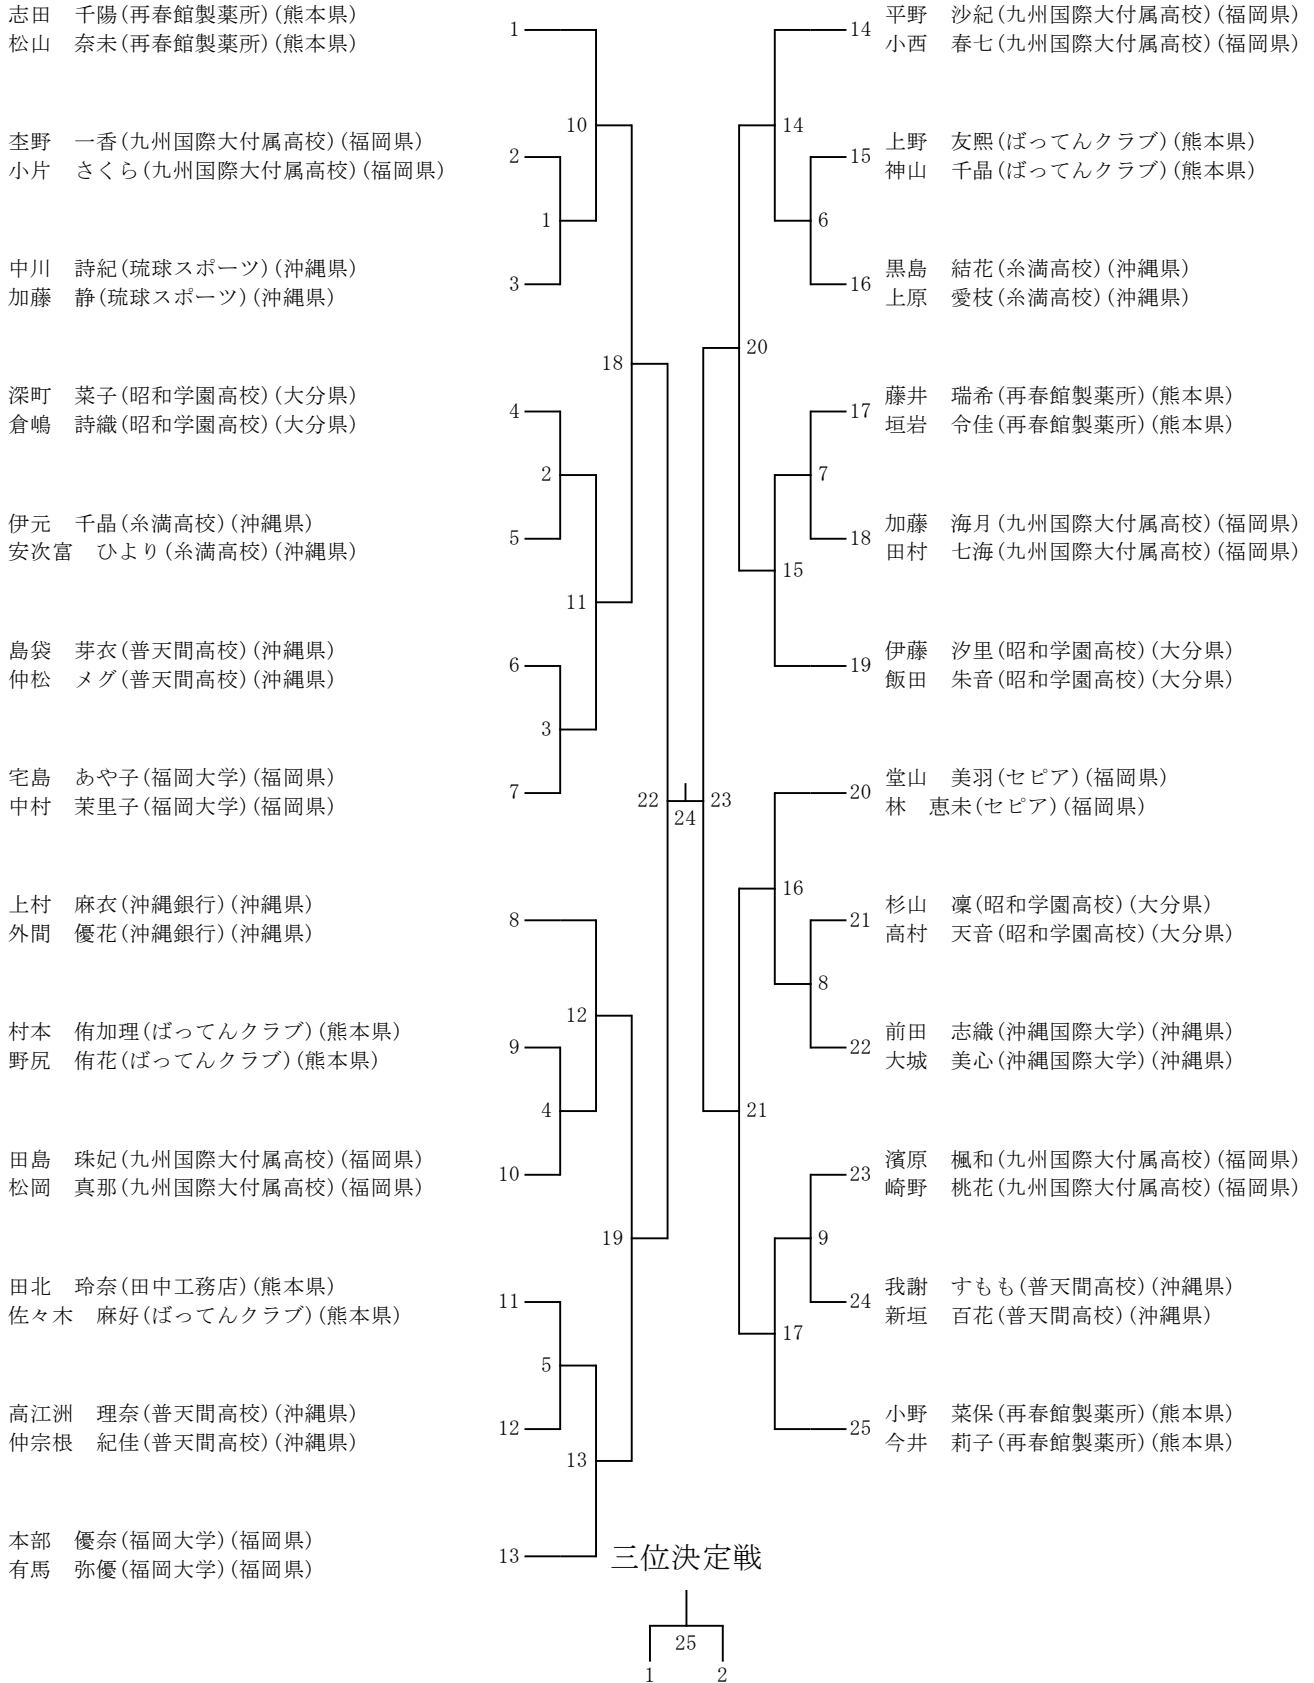 志田　千陽(再春館製薬所)(熊本県)
松山　奈未(再春館製薬所)(熊本県)
1
杢野　一香(九州国際大付属高校)(福岡県)
小片　さくら(九州国際大付属高校)(福岡県)
2
中川　詩紀(琉球スポーツ)(沖縄県)
加藤　静(琉球スポーツ)(沖縄県)
3
深町　菜子(昭和学園高校)(大分県)
倉嶋　詩織(昭和学園高校)(大分県)
4
伊元　千晶(糸満高校)(沖縄県)
安次富　ひより(糸満高校)(沖縄県)
5
島袋　芽衣(普天間高校)(沖縄県)
仲松　メグ(普天間高校)(沖縄県)
6
宅島　あや子(福岡大学)(福岡県)
中村　茉里子(福岡大学)(福岡県)
7
上村　麻衣(沖縄銀行)(沖縄県)
外間　優花(沖縄銀行)(沖縄県)
8
村本　侑加理(ばってんクラブ)(熊本県)
野尻　侑花(ばってんクラブ)(熊本県)
9
田島　珠妃(九州国際大付属高校)(福岡県)
松岡　真那(九州国際大付属高校)(福岡県)
10
田北　玲奈(田中工務店)(熊本県)
佐々木　麻好(ばってんクラブ)(熊本県)
11
高江洲　理奈(普天間高校)(沖縄県)
仲宗根　紀佳(普天間高校)(沖縄県)
12
本部　優奈(福岡大学)(福岡県)
有馬　弥優(福岡大学)(福岡県)
13
1
2
3
4
5
10
11
12
13
18
19
22
24
23
20
21
14
15
16
17
6
7
8
9
14
平野　沙紀(九州国際大付属高校)(福岡県)
小西　春七(九州国際大付属高校)(福岡県)
15
上野　友熙(ばってんクラブ)(熊本県)
神山　千晶(ばってんクラブ)(熊本県)
16
黒島　結花(糸満高校)(沖縄県)
上原　愛枝(糸満高校)(沖縄県)
17
藤井　瑞希(再春館製薬所)(熊本県)
垣岩　令佳(再春館製薬所)(熊本県)
18
加藤　海月(九州国際大付属高校)(福岡県)
田村　七海(九州国際大付属高校)(福岡県)
19
伊藤　汐里(昭和学園高校)(大分県)
飯田　朱音(昭和学園高校)(大分県)
20
堂山　美羽(セピア)(福岡県)
林　恵未(セピア)(福岡県)
21
杉山　凜(昭和学園高校)(大分県)
高村　天音(昭和学園高校)(大分県)
22
前田　志織(沖縄国際大学)(沖縄県)
大城　美心(沖縄国際大学)(沖縄県)
23
濱原　楓和(九州国際大付属高校)(福岡県)
崎野　桃花(九州国際大付属高校)(福岡県)
24
我謝　すもも(普天間高校)(沖縄県)
新垣　百花(普天間高校)(沖縄県)
25
小野　菜保(再春館製薬所)(熊本県)
今井　莉子(再春館製薬所)(熊本県)
三位決定戦
25
1
2